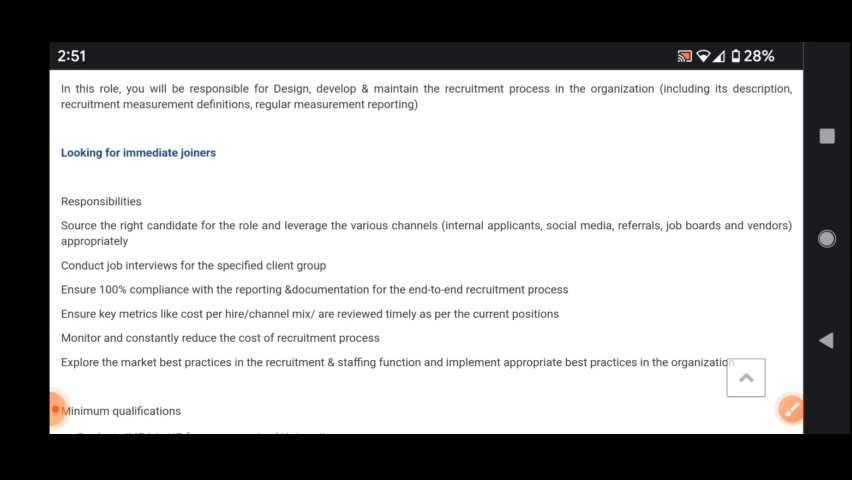 2:51
28%
In this role, you will be responsible for Design, develop & maintain the recruitment process in the organization (including its description,
recruitment measurement definitions, regular measurement reporting)
Looking for immediate joiners
Responsibilities
Source the right candidate for the role and leverage the various channels (internal applicants, social media, referrals, job boards and vendors)
appropriately
Conduct job interviews for the specified client group
Ensure 100% compliance with the reporting &documentation for the end-to-end recruitment process
Ensure key metrics like cost per hire/channel mix/ are reviewed timely as per the current positions
Monitor and constantly reduce the cost of recruitment process
Explore the market best practices in the recruitment & staffing function and implement appropriate best practices in the organization
Minimum qualifications